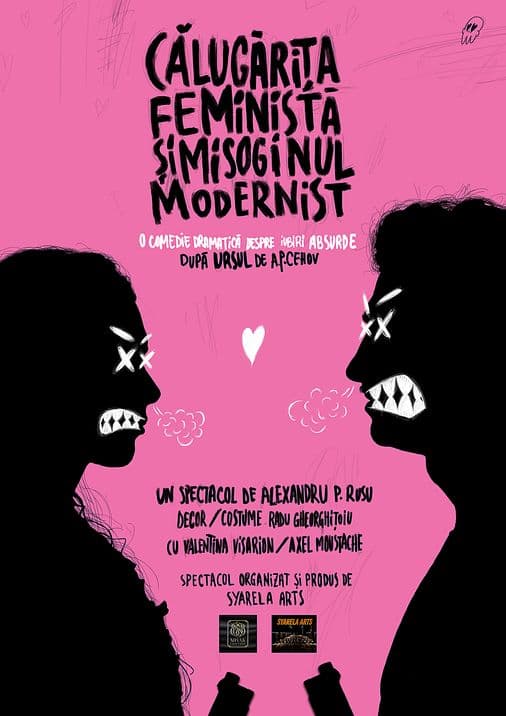 CĂLUGĂRIȚA
FEMINISTĂ
ȘI MISOGINUL
MODERNIST
O COMEDIE DRAMATICĂ DESPRE IUBIRI ABSURDE
DUPĂ URSUL DE A.P. CEHOV
UN SPECTACOL DE ALEXANDRU P. RUSU
DECOR / COSTUME RADU GHEORGHIȚOIU
CU VALENTINA VISARION / AXEL MOUSTACHE
SPECTACOL ORGANIZAT ȘI PRODUS DE
SYARELA ARTS
SYARELA ARTS